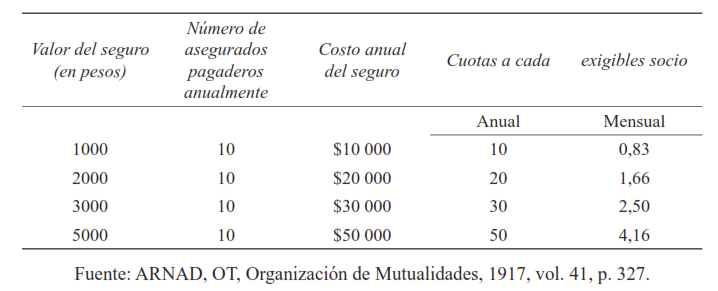 Valor del seguro (en pesos) Número de asegurados pagaderos anualmente Costo anual del seguro Cuotas a cada exigibles socio
Anual Mensual
1000 10 $10 000 10 0,83
2000 10 $20 000 20 1,66
3000 10 $30 000 30 2,50
5000 10 $50 000 50 4,16
Fuente: ARNAD, OT, Organización de Mutualidades, 1917, vol. 41, p. 327.